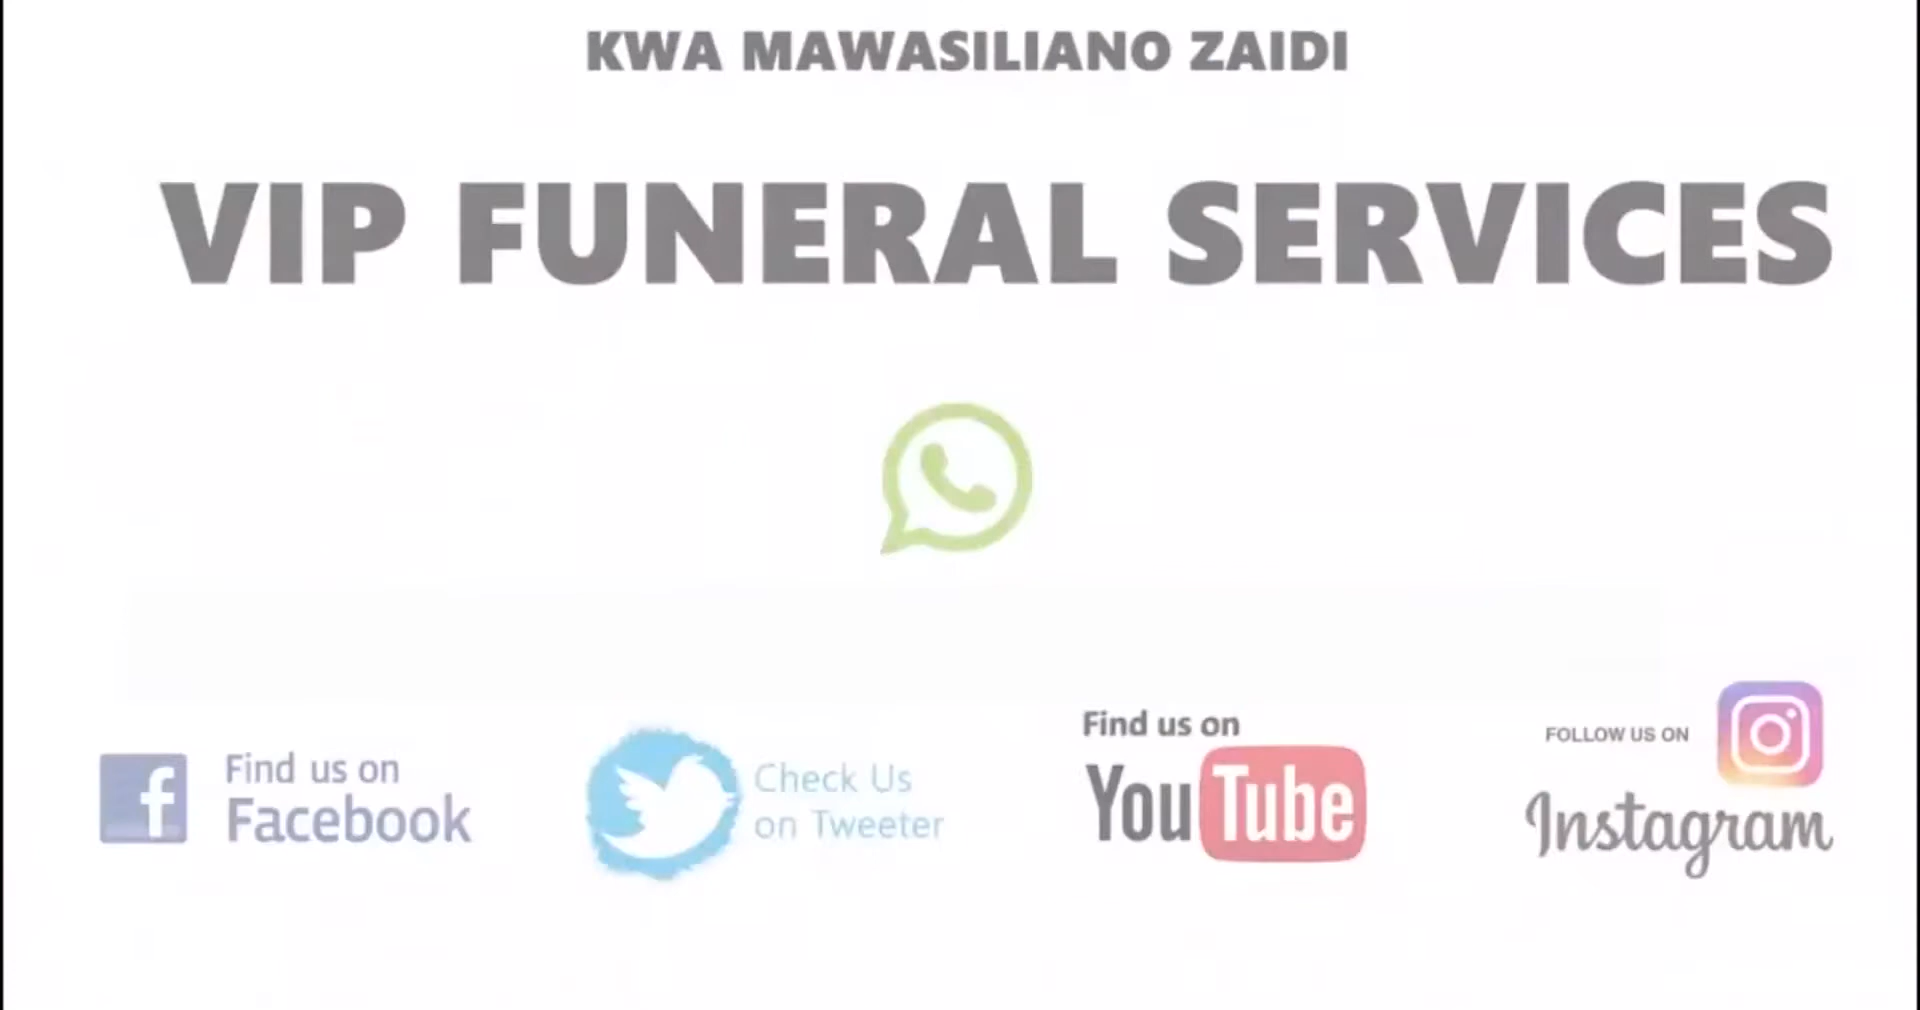 KWA MAWASILIANO ZAIDI
VIP FUNERAL SERVICES
Find us on
Facebook
Check Us
on Tweeter
Find us on
YouTube
FOLLOW US ON
Instagram